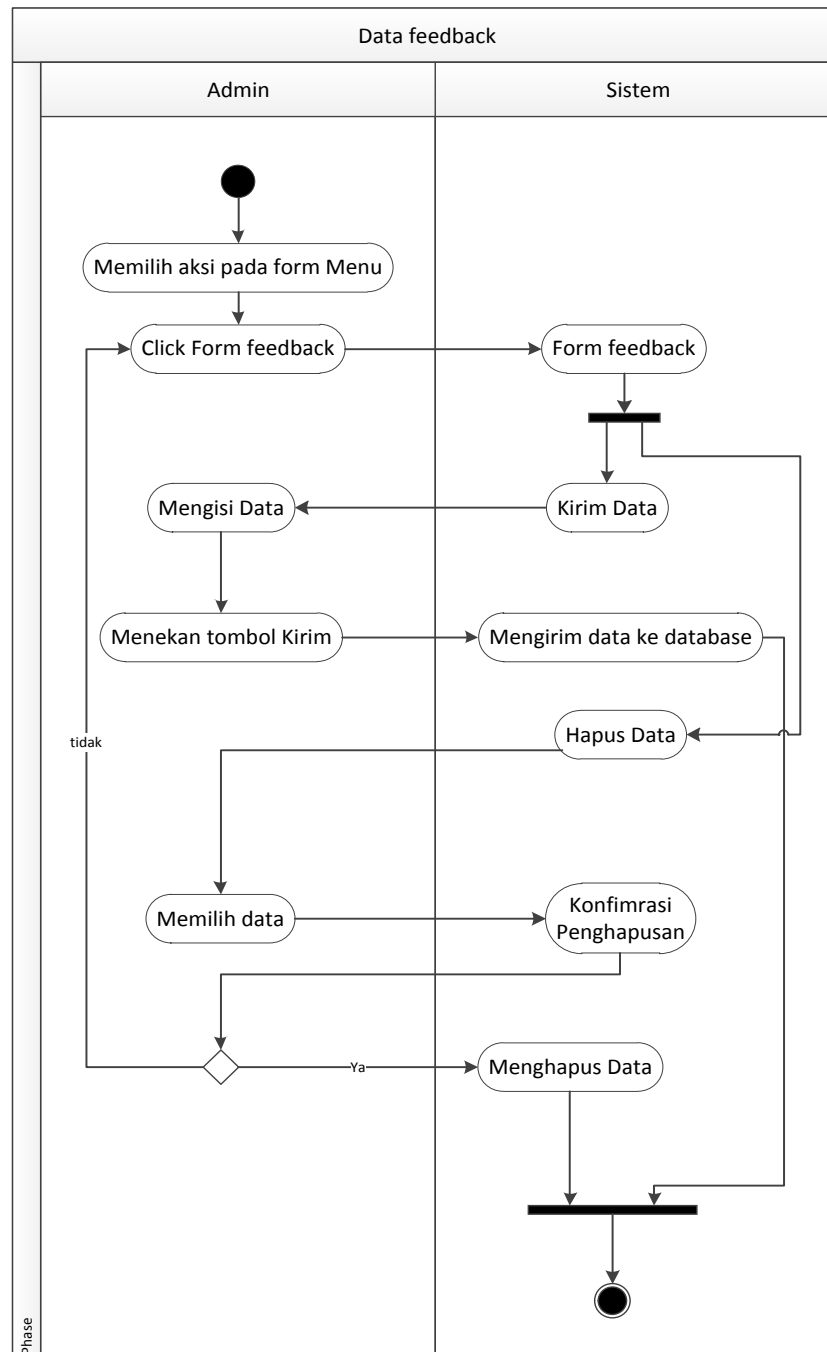 Data feedback
Admin
Sistem
Memilih aksi pada form Menu
Click Form feedback
Form feedback
Mengisi Data
Kirim Data
Menekan tombol Kirim
Mengirim data ke database
tidak
Hapus Data
Memilih data
Konfimrasi
Penghapusan
Ya
Menghapus Data
Phase